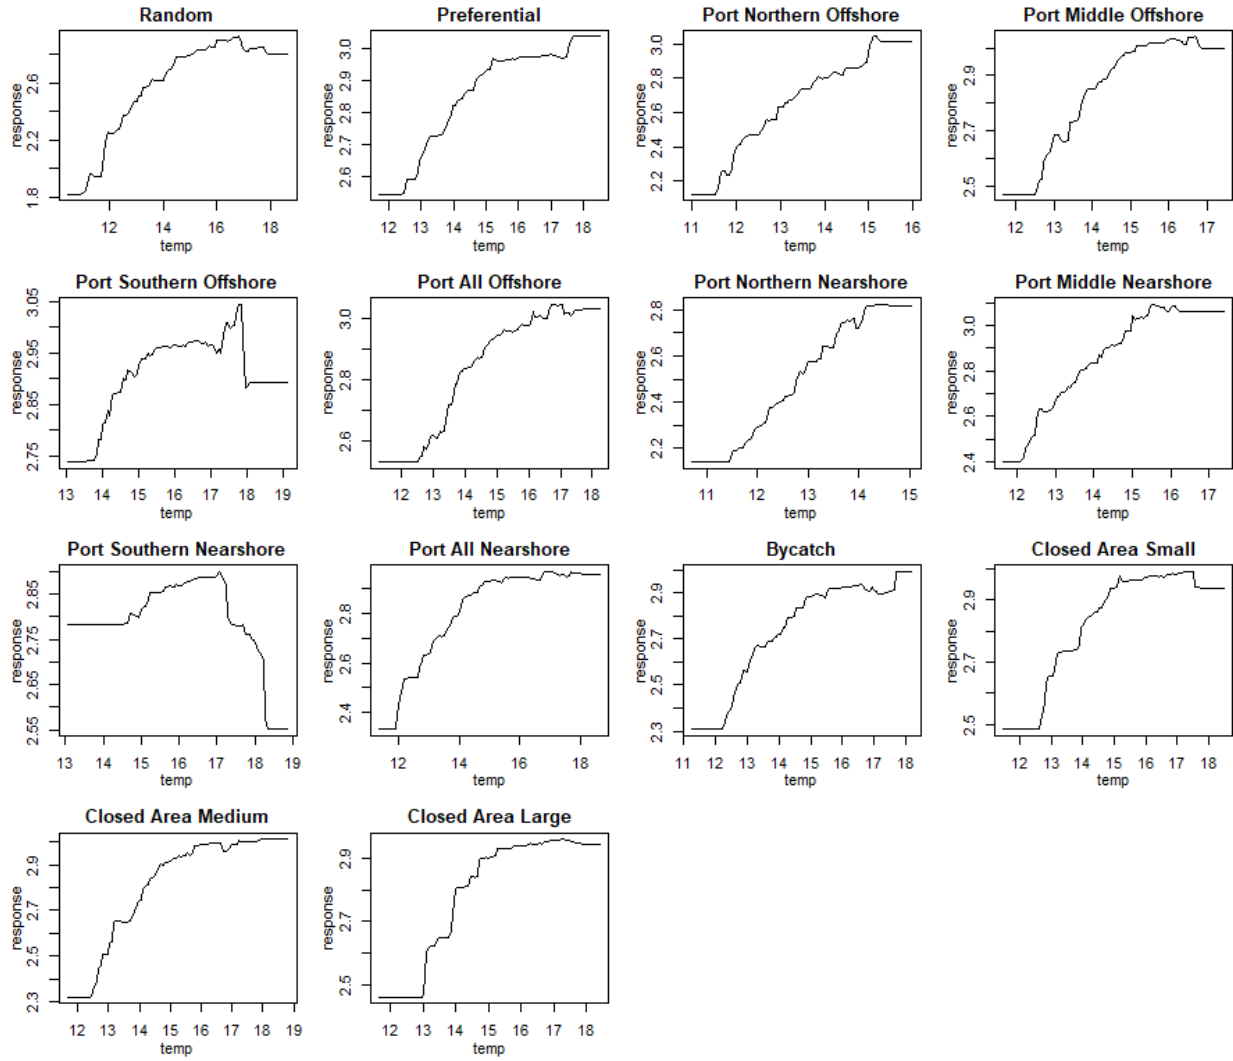 Random
response
1.8 2.2 2.6
12 14 16 18
temp
Preferential
response
2.6 2.7 2.8 2.9 3.0
12 13 14 15 16 17 18
temp
Port Northern Offshore
response
2.2 2.4 2.6 2.8 3.0
11 12 13 14 15 16
temp
Port Middle Offshore
response
2.5 2.7 2.9
12 13 14 15 16 17
temp
Port Southern Offshore
response
2.75 2.85 2.95 3.05
13 14 15 16 17 18 19
temp
Port All Offshore
response
2.6 2.8 3.0
12 13 14 15 16 17 18
temp
Port Northern Nearshore
response
2.2 2.4 2.6 2.8
11 12 13 14 15
temp
Port Middle Nearshore
response
2.4 2.6 2.8 3.0
12 13 14 15 16 17
temp
Port Southern Nearshore
response
2.55 2.65 2.75 2.85
13 14 15 16 17 18 19
temp
Port All Nearshore
response
2.4 2.6 2.8
12 14 16 18
temp
Bycatch
response
2.3 2.5 2.7 2.9
11 12 13 14 15 16 17 18
temp
Closed Area Small
response
2.5 2.7 2.9
12 13 14 15 16 17 18
temp
Closed Area Medium
response
2.3 2.5 2.7 2.9
12 13 14 15 16 17 18 19
temp
Closed Area Large
response
2.5 2.7 2.9
12 13 14 15 16 17 18
temp